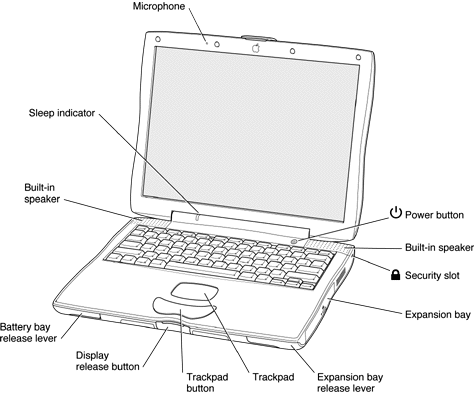 Microphone
Sleep indicator
Built-in
speaker
Power button
Built-in speaker
Security slot
Expansion bay
Battery bay
release lever
Display
release button
Trackpad
button
Trackpad
Expansion bay
release lever